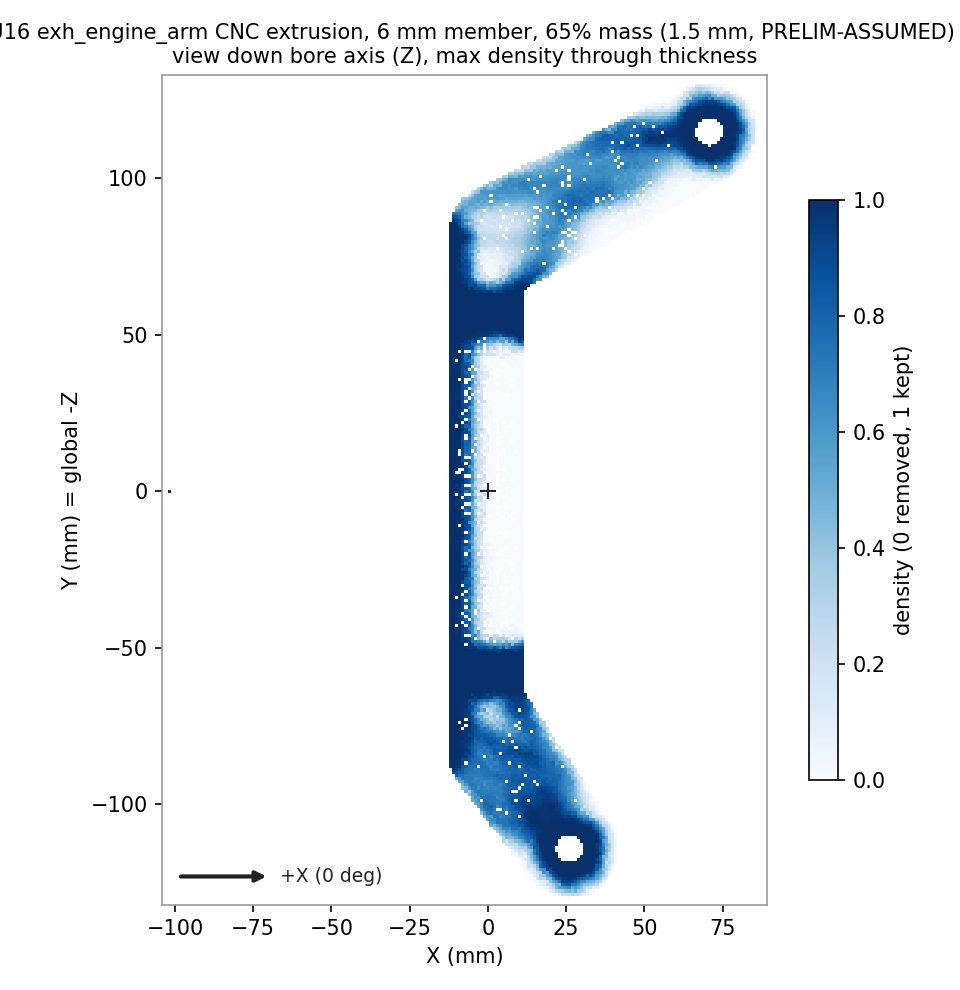 exh_engine_arm CNC extrusion, 6 mm member, 65% mass (1.5 mm, PRELIM-ASSUMED)
view down bore axis (Z), max density through thickness
100
50
0
−50
−100
Y (mm) = global -Z
+X (0 deg)
−100 −75 −50 −25 0 25 50 75
X (mm)
1.0
0.8
0.6
0.4
0.2
0.0
density (0 removed, 1 kept)